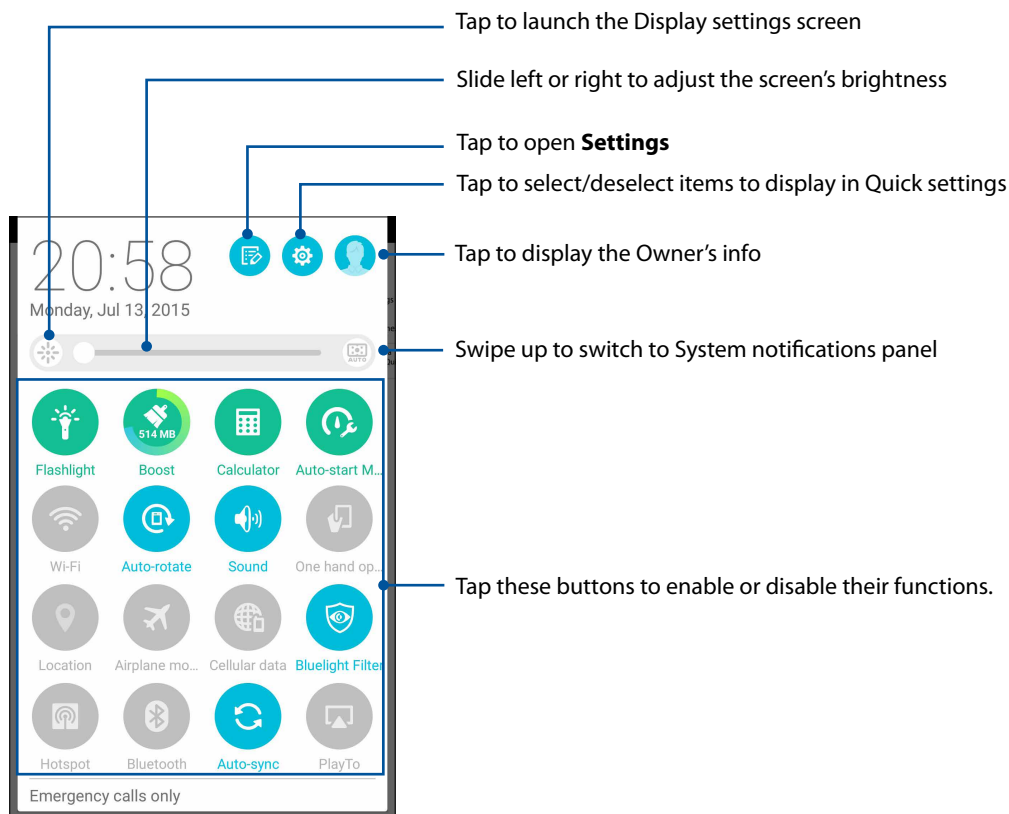 Tap to launch the Display settings screen
Slide left or right to adjust the screen’s brightness
Tap to open Settings
Tap to select/deselect items to display in Quick settings
Tap to display the Owner’s info
Swipe up to switch to System notifications panel
Tap these buttons to enable or disable their functions.
20:58
Monday, Jul 13, 2015
AUTO
514 MB
Flashlight Boost Calculator Auto-start M...
Wi-Fi Auto-rotate Sound One hand op...
Location Airplane mo... Cellular data Bluelight Filter
Hotspot Bluetooth Auto-sync PlayTo
Emergency calls only